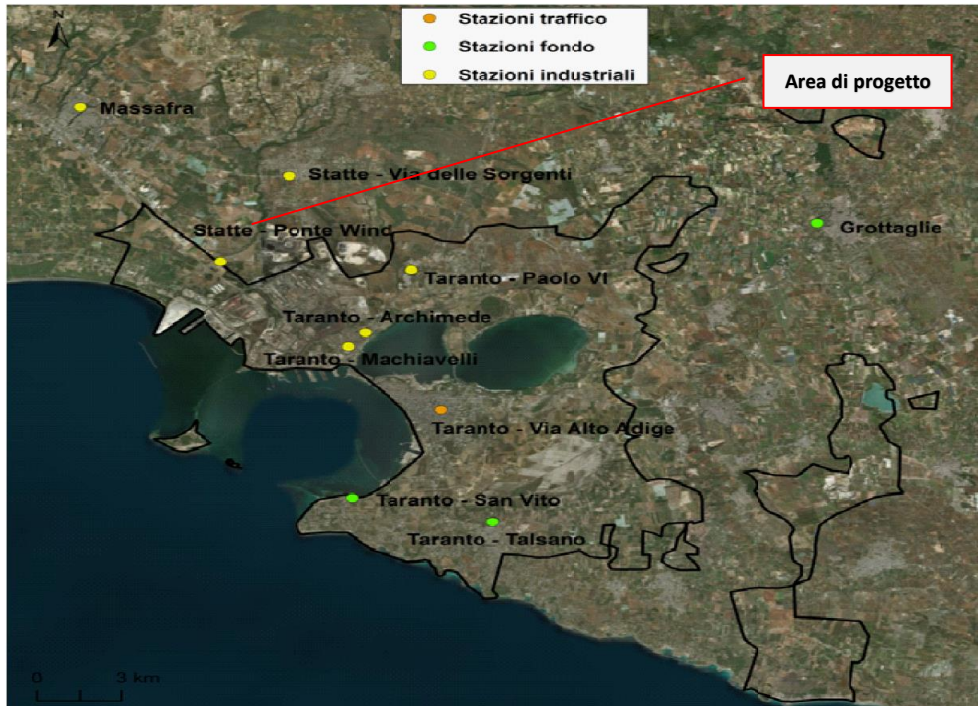 N
Stazioni traffico
Stazioni fondo
Stazioni industriali
Area di progetto
Massafra
Statte - Via delle Sorgenti
Statte - Ponte Wind
Grottaglie
Taranto - Paolo VI
Taranto - Archimede
Taranto - Machiavelli
Taranto - Via Alto Adige
Taranto - San Vito
Taranto - Talsano
0 3 km